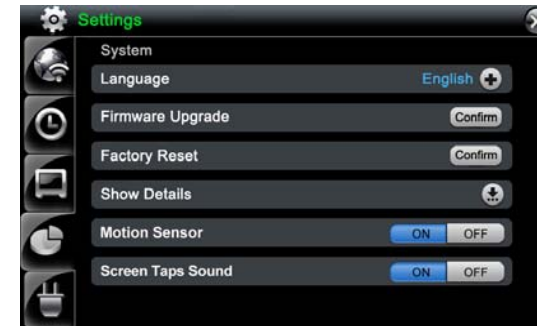 Settings
System
Language English
Firmware Upgrade Confirm
Factory Reset Confirm
Show Details
Motion Sensor ON OFF
Screen Taps Sound ON OFF